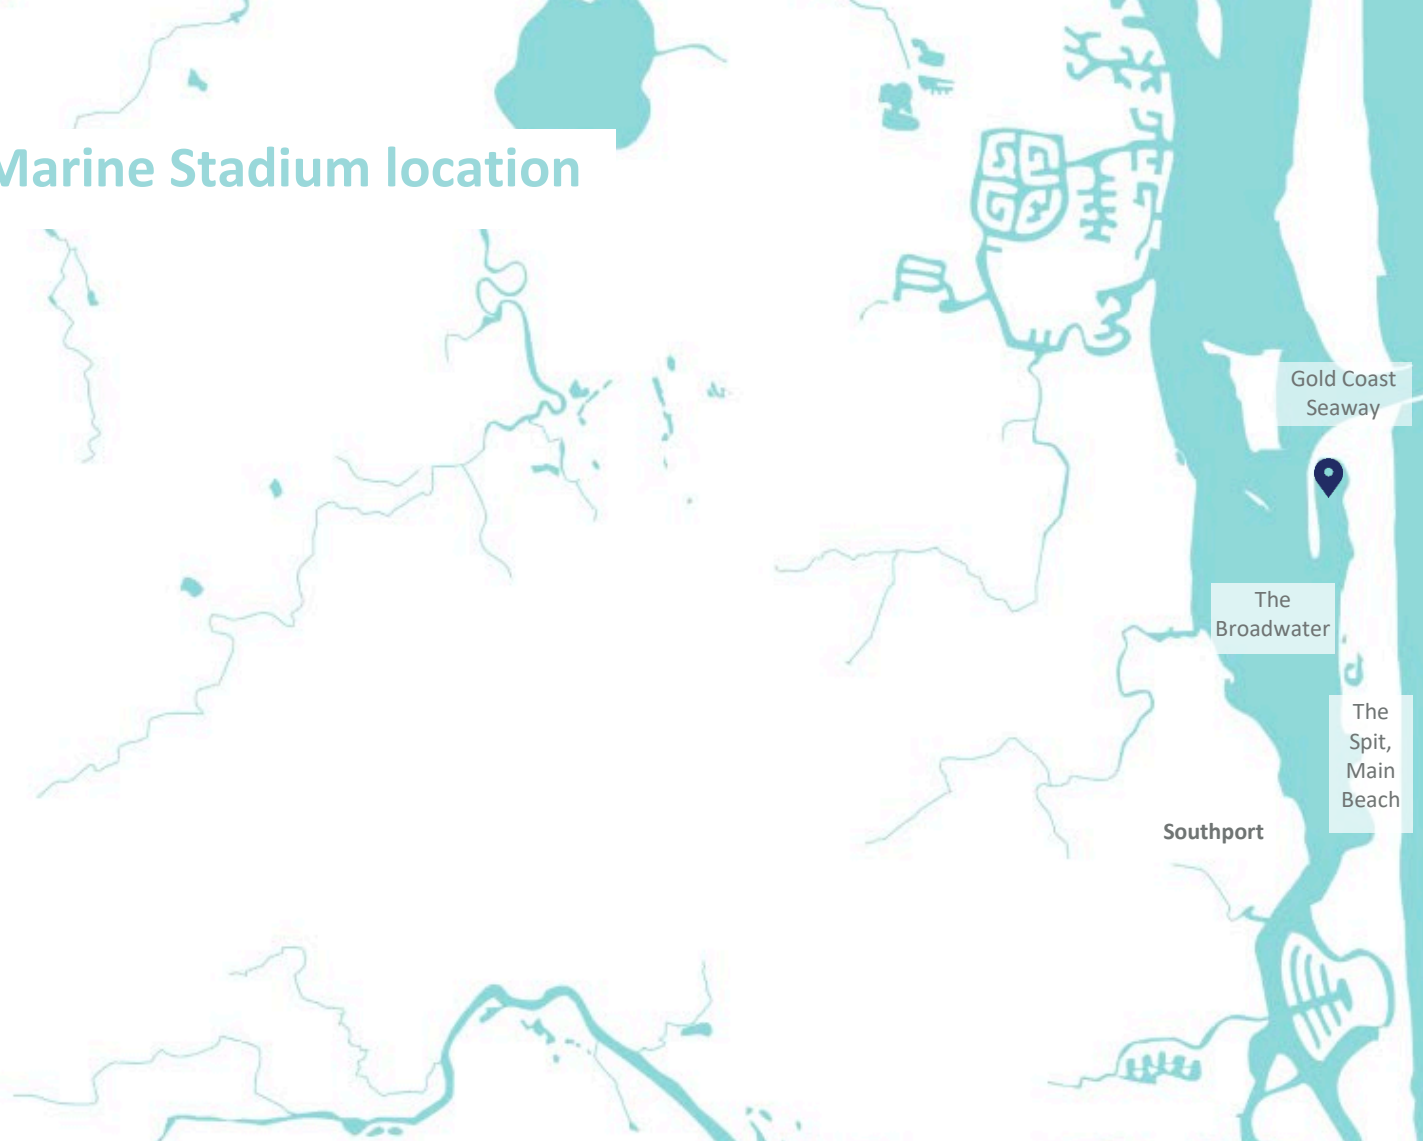 Marine Stadium location
Gold Coast
Seaway
The
Broadwater
The
Spit,
Main
Beach
Southport